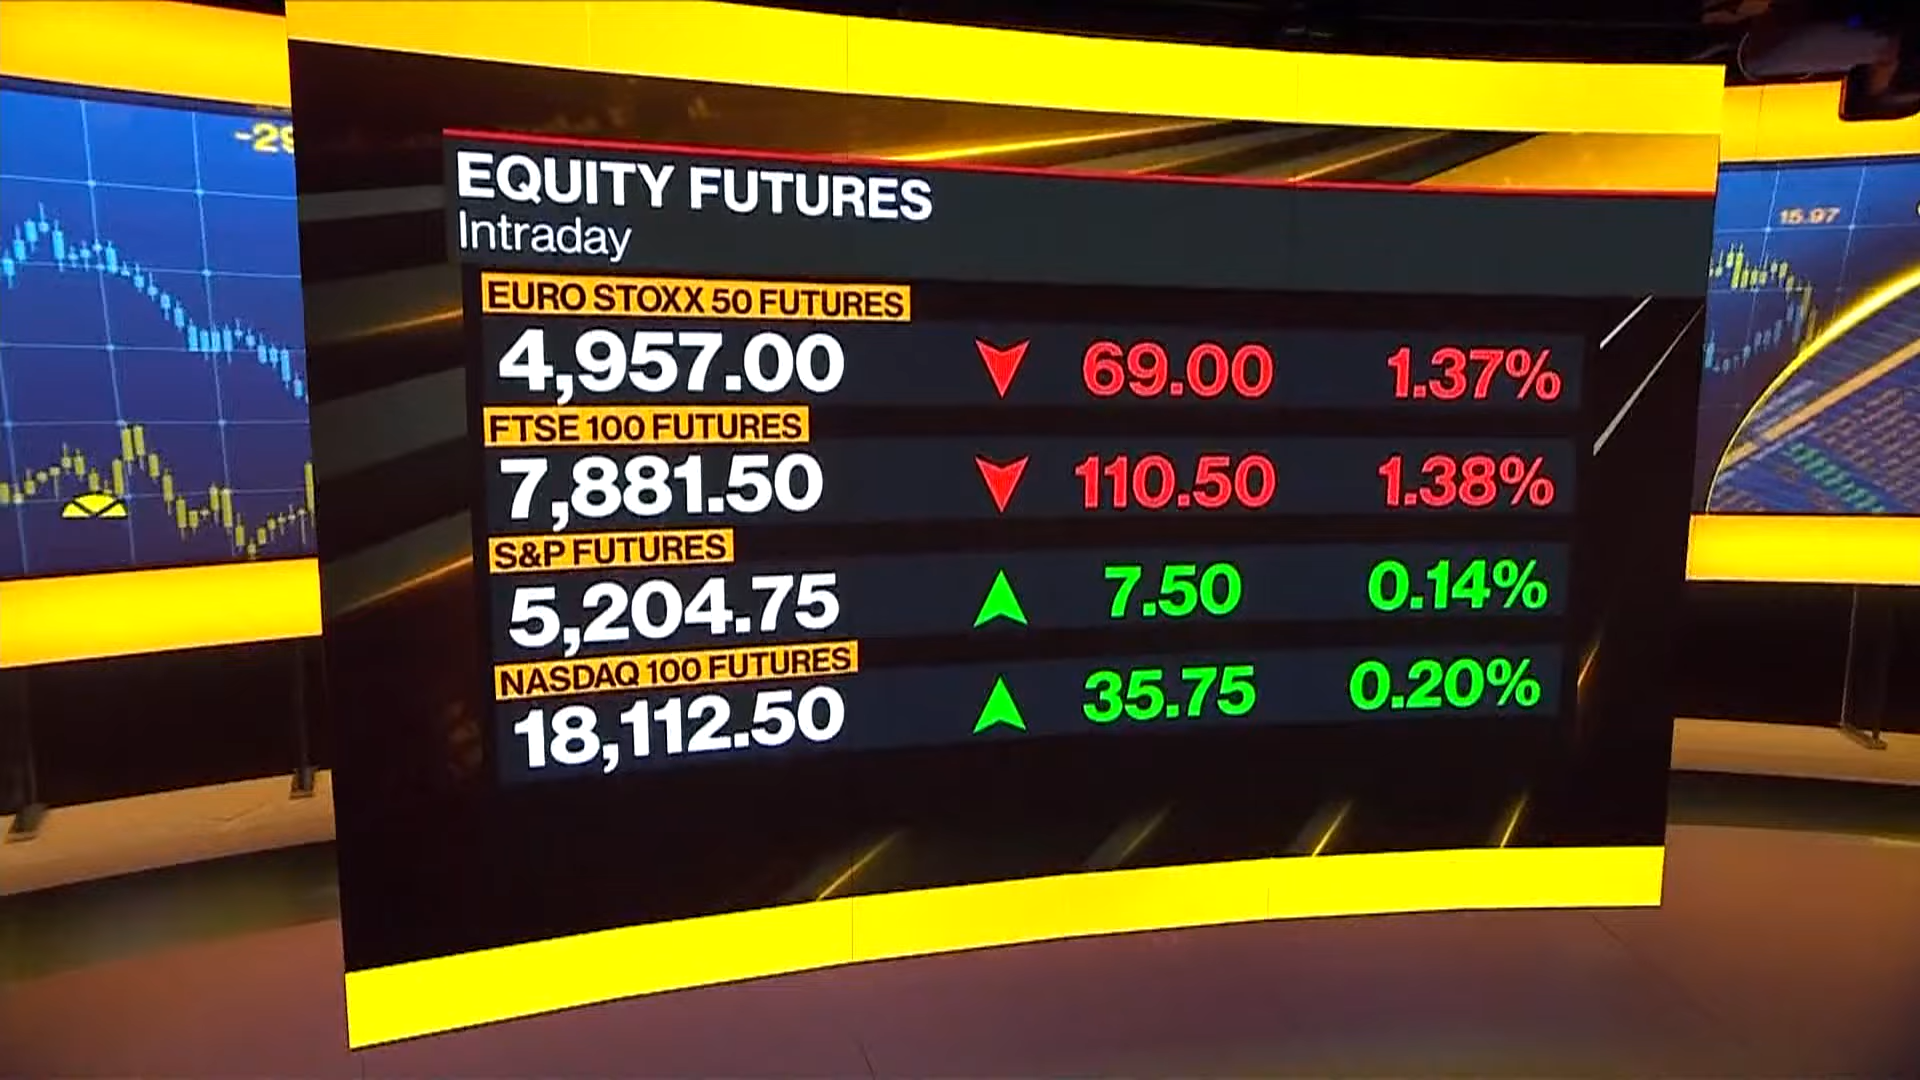 EQUITY FUTURES
Intraday
EURO STOXX 50 FUTURES
4,957.00 69.00 1.37%
FTSE 100 FUTURES
7,881.50 110.50 1.38%
S&P FUTURES
5,204.75 7.50 0.14%
NASDAQ 100 FUTURES
18,112.50 35.75 0.20%
15.97